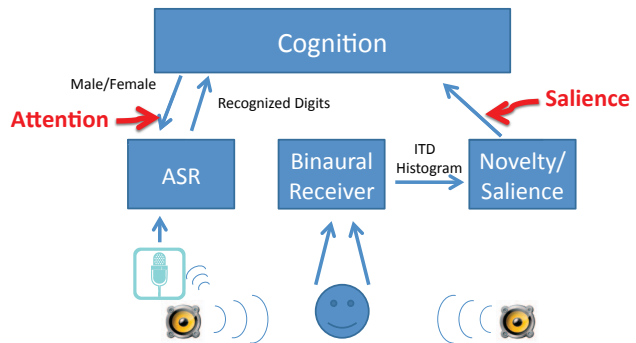 Cognition
Male/Female
Recognized Digits
Attention
Salience
ASR
Binaural
Receiver
ITD
Histogram
Novelty/
Salience